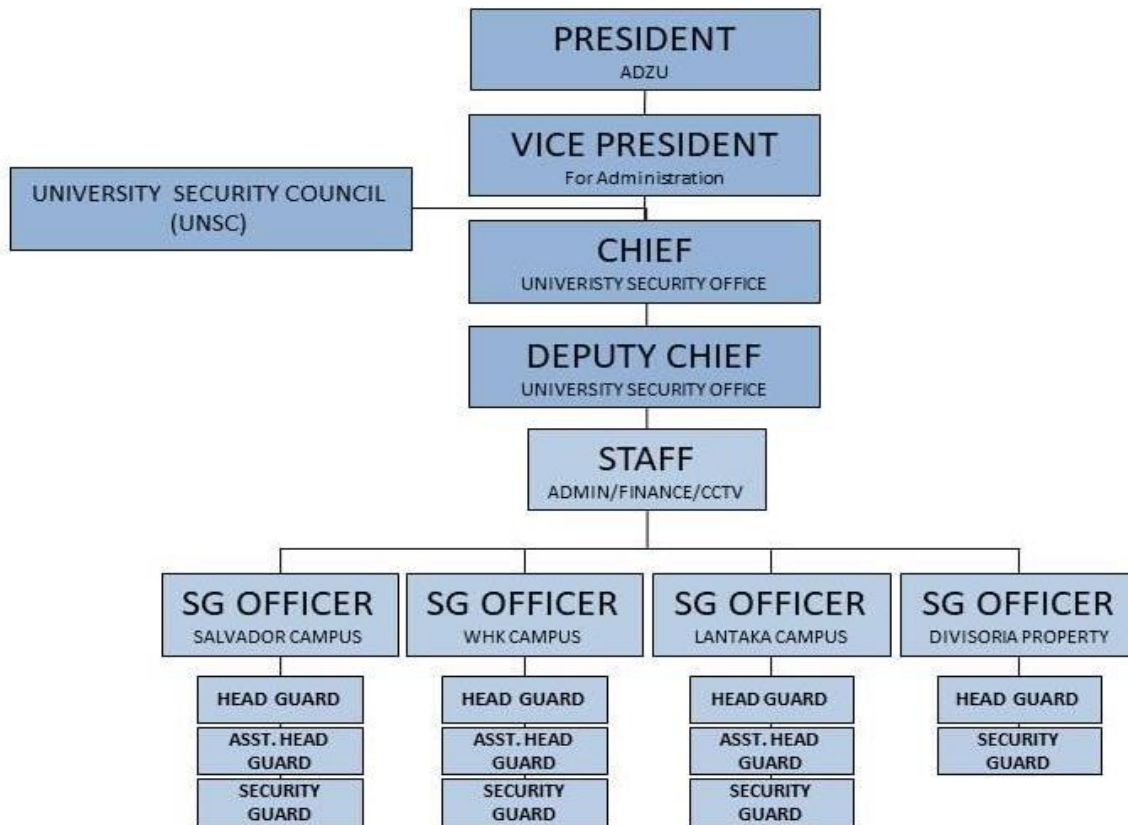 PRESIDENT
ADZU
VICE PRESIDENT
For Administration
UNIVERSITY SECURITY COUNCIL
(UNSC)
CHIEF
UNIVERISTY SECURITY OFFICE
DEPUTY CHIEF
UNIVERSITY SECURITY OFFICE
STAFF
ADMIN/FINANCE/CCTV
SG OFFICER
SALVADOR CAMPUS
HEAD GUARD
ASST. HEAD
GUARD
SECURITY
GUARD
SG OFFICER
WHK CAMPUS
HEAD GUARD
ASST. HEAD
GUARD
SECURITY
GUARD
SG OFFICER
LANTAKA CAMPUS
HEAD GUARD
ASST. HEAD
GUARD
SECURITY
GUARD
SG OFFICER
DIVISORIA PROPERTY
HEAD GUARD
SECURITY
GUARD